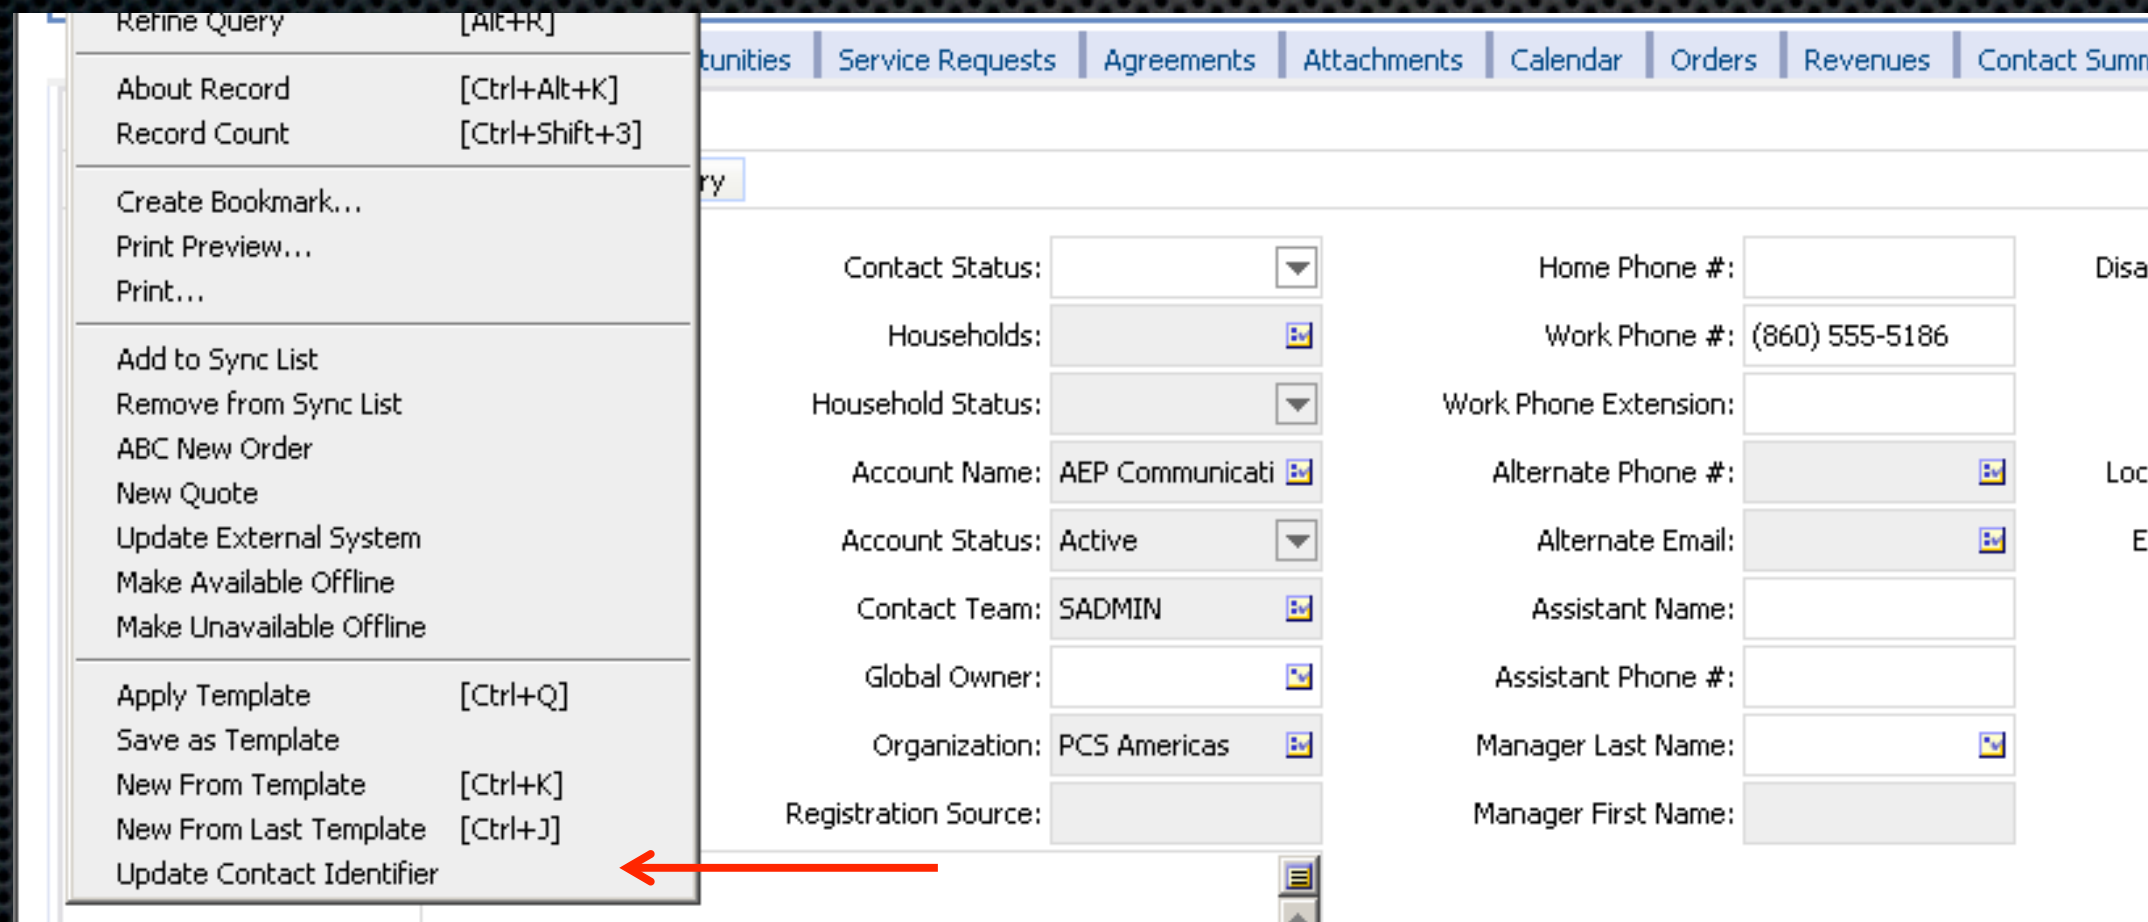 Refine Query [Alt+R]
About Record [Ctrl+Alt+K]
Record Count [Ctrl+Shift+3]
Create Bookmark...
Print Preview...
Print...
Add to Sync List
Remove from Sync List
ABC New Order
New Quote
Update External System
Make Available Offline
Make Unavailable Offline
Apply Template [Ctrl+Q]
Save as Template
New From Template [Ctrl+K]
New From Last Template [Ctrl+J]
Update Contact Identifier
tunities Service Requests Agreements Attachments Calendar Orders Revenues Contact Summ
ry
Contact Status:
Households:
Household Status:
Account Name: AEP Communicati
Account Status: Active
Contact Team: SADMIN
Global Owner:
Organization: PCS Americas
Registration Source:
Home Phone #:
Work Phone #: (860) 555-5186
Work Phone Extension:
Alternate Phone #:
Alternate Email:
Assistant Name:
Assistant Phone #:
Manager Last Name:
Manager First Name:
Disa
Loc
E